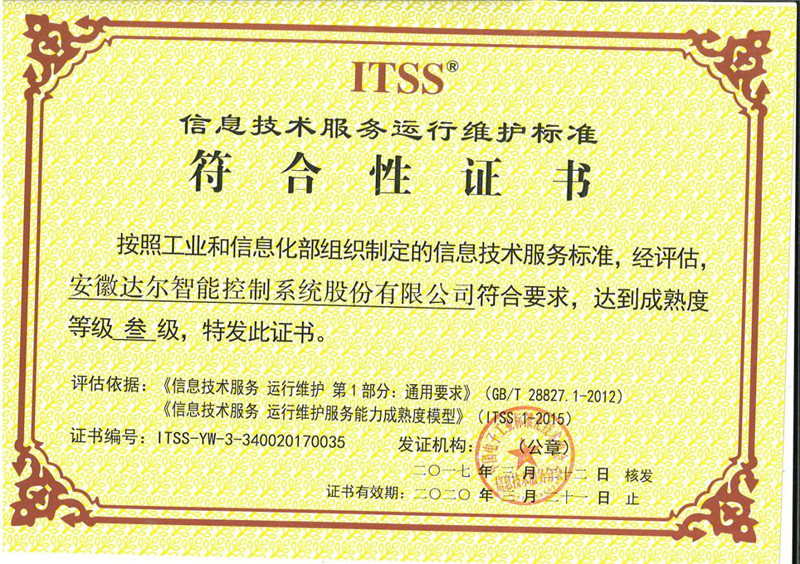 ITSS®
信息技术服务运行维护标准
符合性证书
按照工业和信息化部组织制定的信息技术服务标准，经评估，
安徽达尔智能控制系统股份有限公司符合要求，达到成熟度
等级 叁 级，特发此证书。
评估依据：《信息技术服务 运行维护 第1部分：通用要求》（GB/T 28827.1-2012）
《信息技术服务 运行维护服务能力成熟度模型》（ITSS.1-2015）
证书编号：ITSS-YW-3-340020170035 发证机构：（公章）
二〇一七 年 三 月 二十二 日 核发
证书有效期：二〇二〇 年 三 月 二十一 日 止